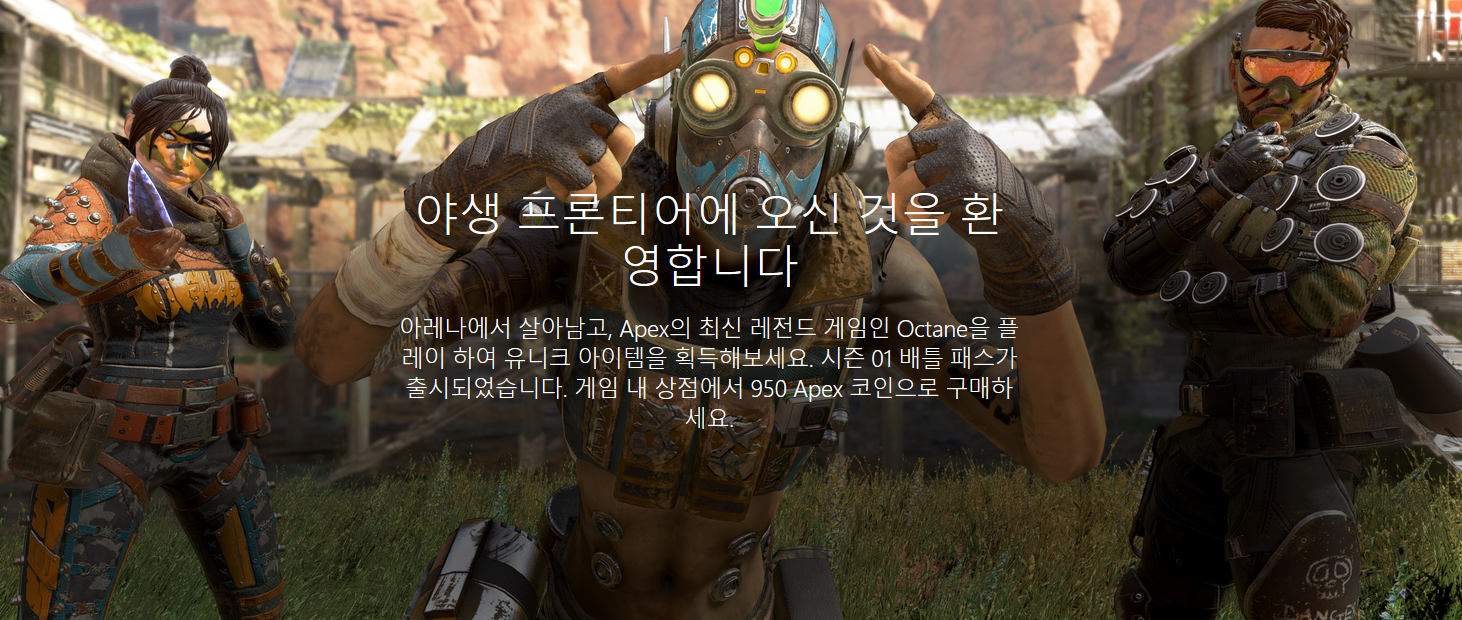 야생 프론티어에 오신 것을 환
영합니다
아레나에서 살아남고, Apex의 최신 레전드 게임인 Octane을 플
레이 하여 유니크 아이템을 획득해보세요. 시즌 01 배틀 패스가
출시되었습니다. 게임 내 상점에서 950 Apex 코인으로 구매하
세요.
DANGER